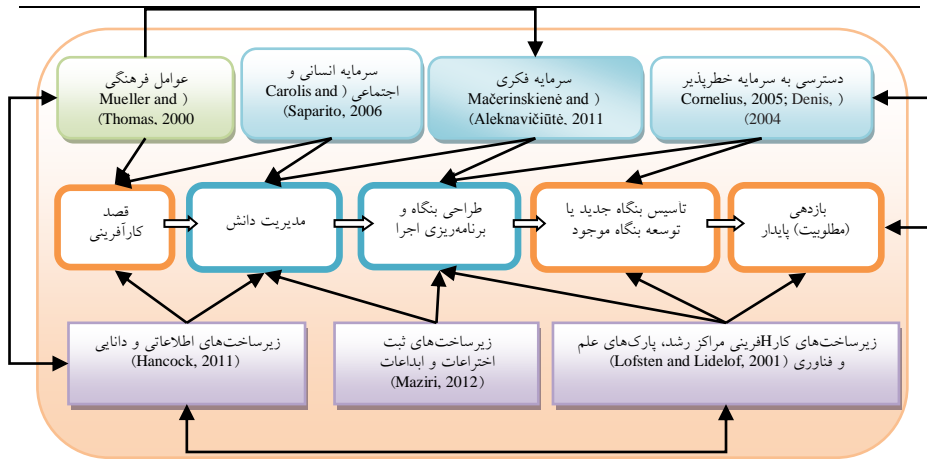 عوامل فرهنگی
Mueller and )
(Thomas, 2000
سرمایه انسانی و
اجتماعی (Carolis and
(Saparito, 2006
سرمایه فکری
Mačerinskienė and )
(Aleknavičiūtė, 2011
دسترسی به سرمایه خطرپذیر
Cornelius, 2005; Denis, )
(2004
قصد
کارآفرینی
مدیریت دانش
طراحی بنگاه و
برنامه‌ریزی اجرا
تأسیس بنگاه جدید یا
توسعه بنگاه موجود
بازدهی
(مطلوبیت) پایدار
زیرساخت‌های اطلاعاتی و دانایی
(Hancock, 2011)
زیرساخت‌های ثبت
اختراعات و ابداعات
(Maziri, 2012)
زیرساخت‌های کارHفرینی مراکز رشد، پارک‌های علم
و فناوری (Lofsten and Lidelof, 2001)